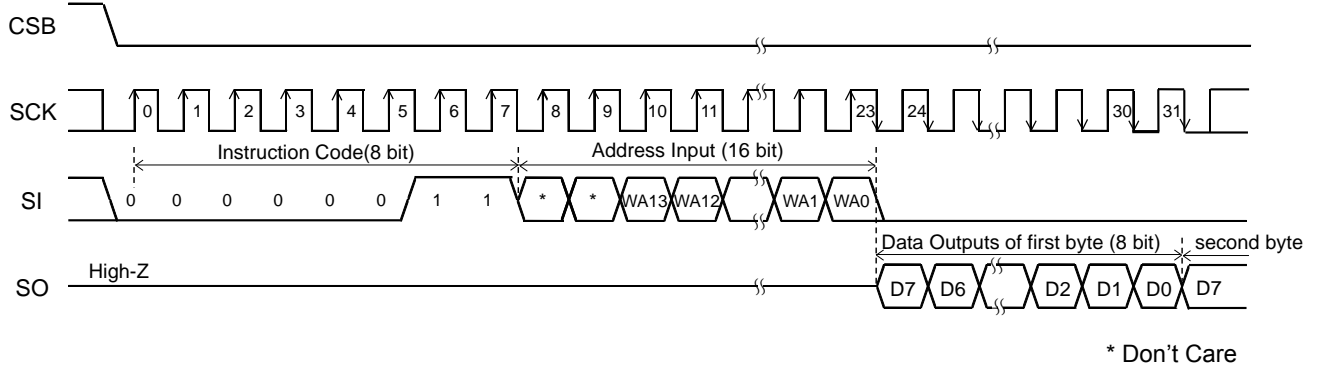 CSB
SCK 0 1 2 3 4 5 6 7 8 9 10 11 23 24 30 31
Instruction Code(8 bit) Address Input (16 bit)
SI 0 0 0 0 0 0 1 1 * * WA13 WA12 WA1 WA0
Data Outputs of first byte (8 bit) second byte
High-Z
SO D7 D6 D2 D1 D0 D7
* Don't Care